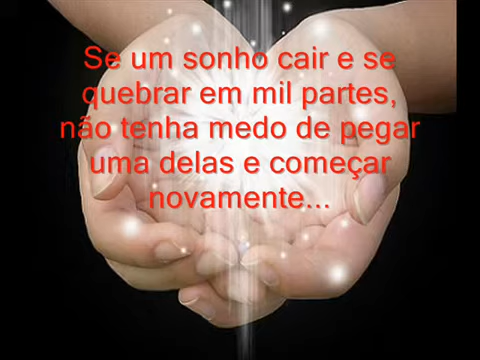 Se um sonho cair e se
quebrar em mil partes,
não tenha medo de pegar
uma delas e começar
novamente...